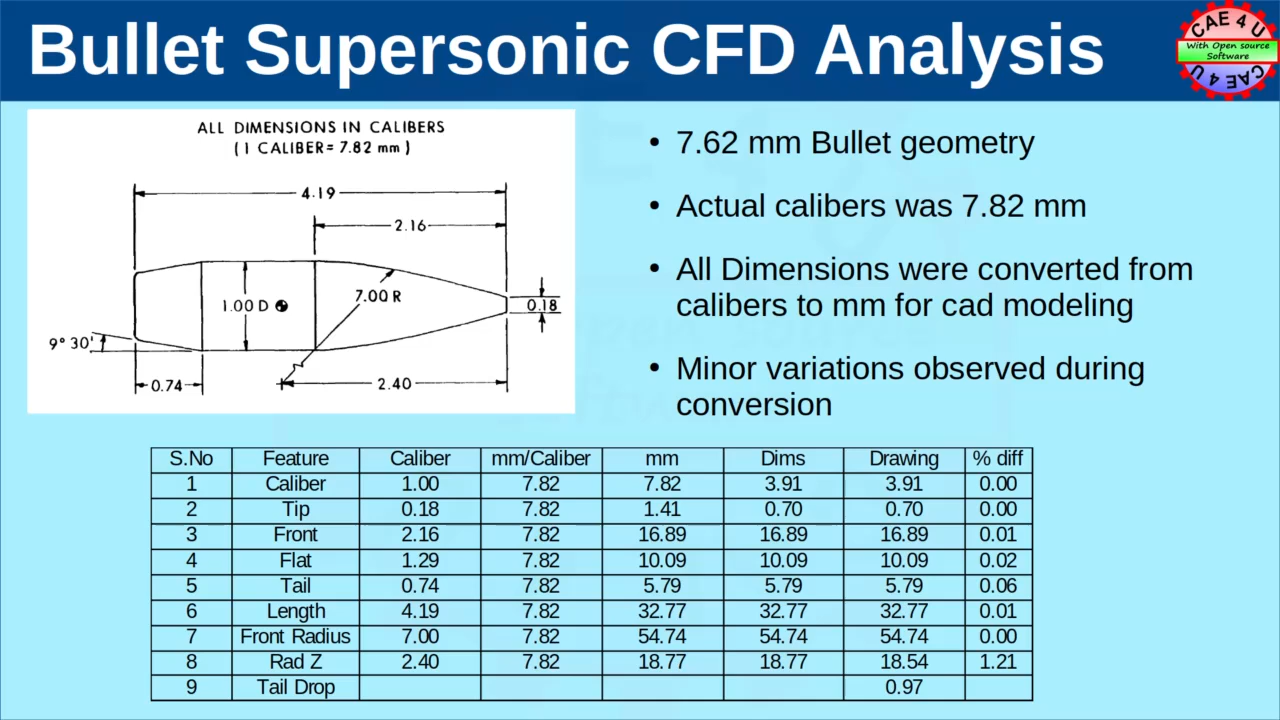 Bullet Supersonic CFD Analysis
CAE 4 U
With Open source
Software
CAE 4 U
ALL DIMENSIONS IN CALIBERS
(1 CALIBER= 7.82 mm)
4.19
2.16
1.00 D
7.00 R
0.18
9° 30'
0.74
2.40
• 7.62 mm Bullet geometry
• Actual calibers was 7.82 mm
• All Dimensions were converted from
calibers to mm for cad modeling
• Minor variations observed during
conversion
S.No Feature Caliber mm/Caliber mm Dims Drawing % diff
1 Caliber 1.00 7.82 7.82 3.91 3.91 0.00
2 Tip 0.18 7.82 1.41 0.70 0.70 0.00
3 Front 2.16 7.82 16.89 16.89 16.89 0.01
4 Flat 1.29 7.82 10.09 10.09 10.09 0.02
5 Tail 0.74 7.82 5.79 5.79 5.79 0.06
6 Length 4.19 7.82 32.77 32.77 32.77 0.01
7 Front Radius 7.00 7.82 54.74 54.74 54.74 0.00
8 Rad Z 2.40 7.82 18.77 18.77 18.54 1.21
9 Tail Drop 0.97